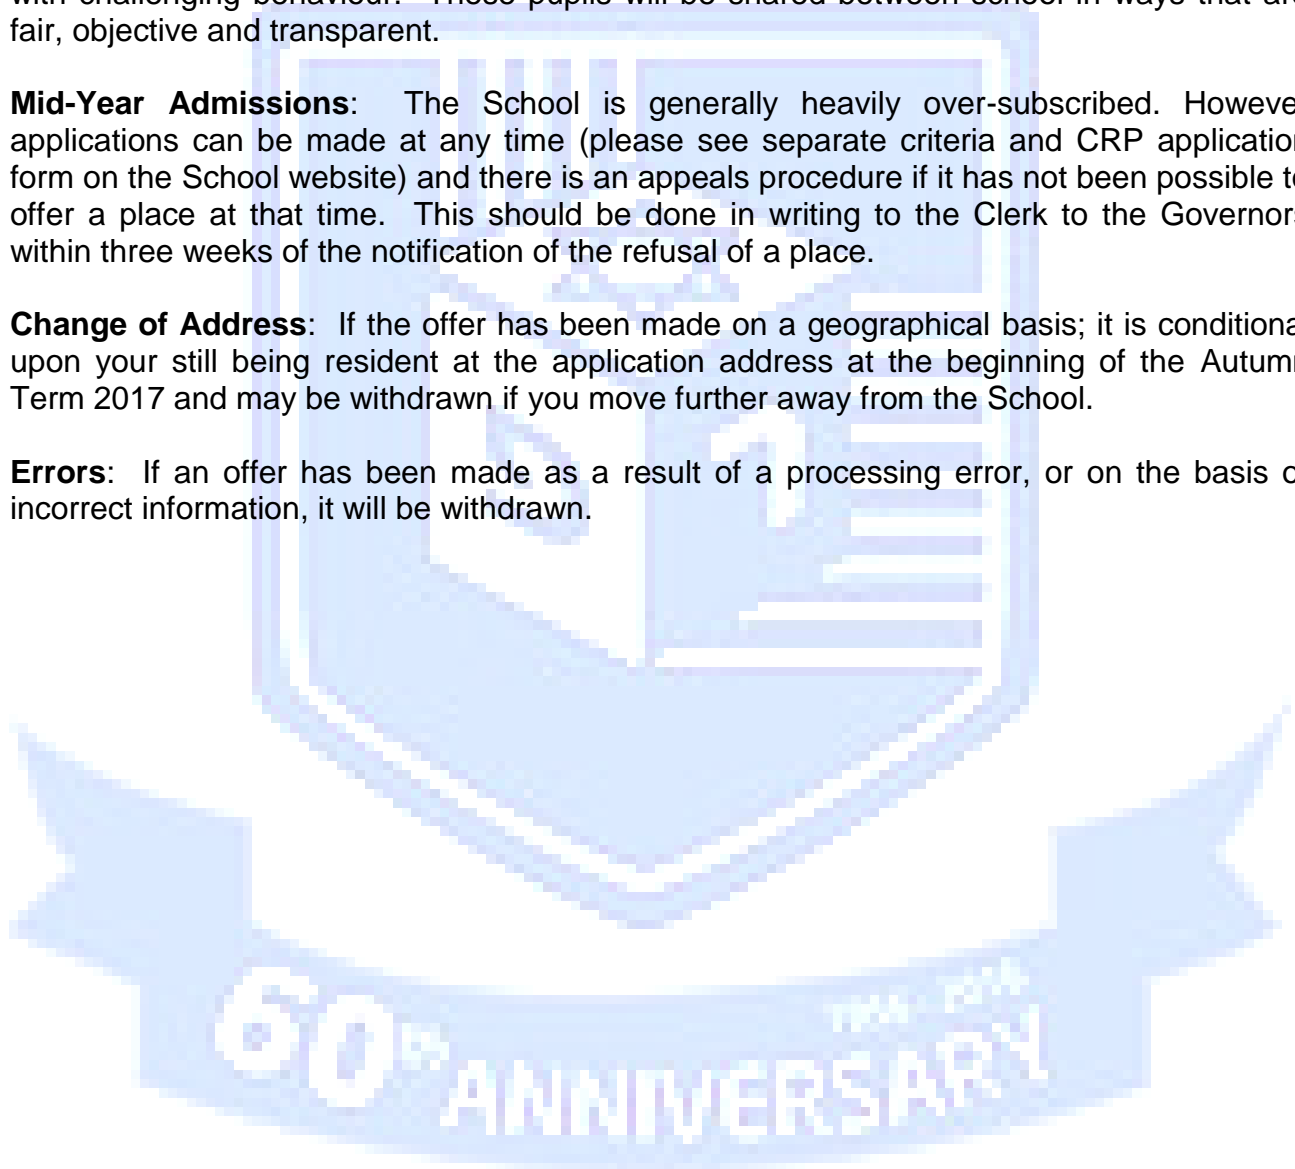 fair, objective and transparent.
Mid-Year Admissions: The School is generally heavily over-subscribed. Howeve
applications can be made at any time (please see separate criteria and CRP application
form on the School website) and there is an appeals procedure if it has not been possible to
offer a place at that time. This should be done in writing to the Clerk to the Governors
within three weeks of the notification of the refusal of a place.
Change of Address: If the offer has been made on a geographical basis; it is conditiona
upon your still being resident at the application address at the beginning of the Autumn
Term 2017 and may be withdrawn if you move further away from the School.
Errors: If an offer has been made as a result of a processing error, or on the basis o
incorrect information, it will be withdrawn.
60TH ANNIVERSARY